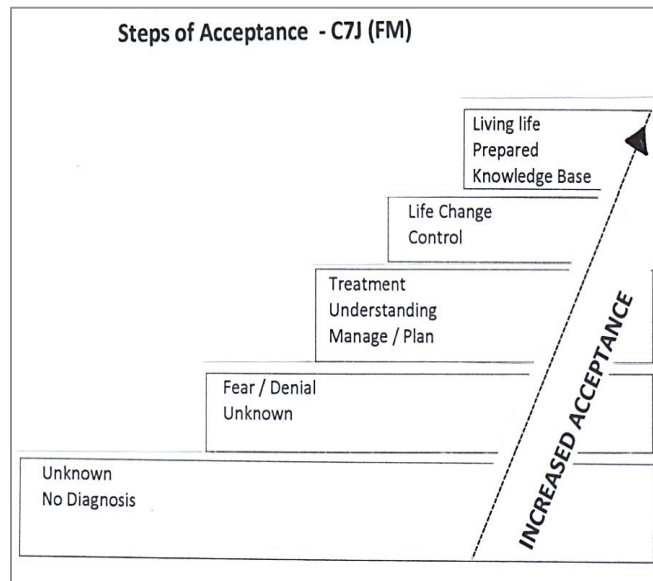 Steps of Acceptance - C7J (FM)
Living life
Prepared
Knowledge Base
Life Change
Control
Treatment
Understanding
Manage / Plan
Fear / Denial
Unknown
Unknown
No Diagnosis
INCREASED ACCEPTANCE